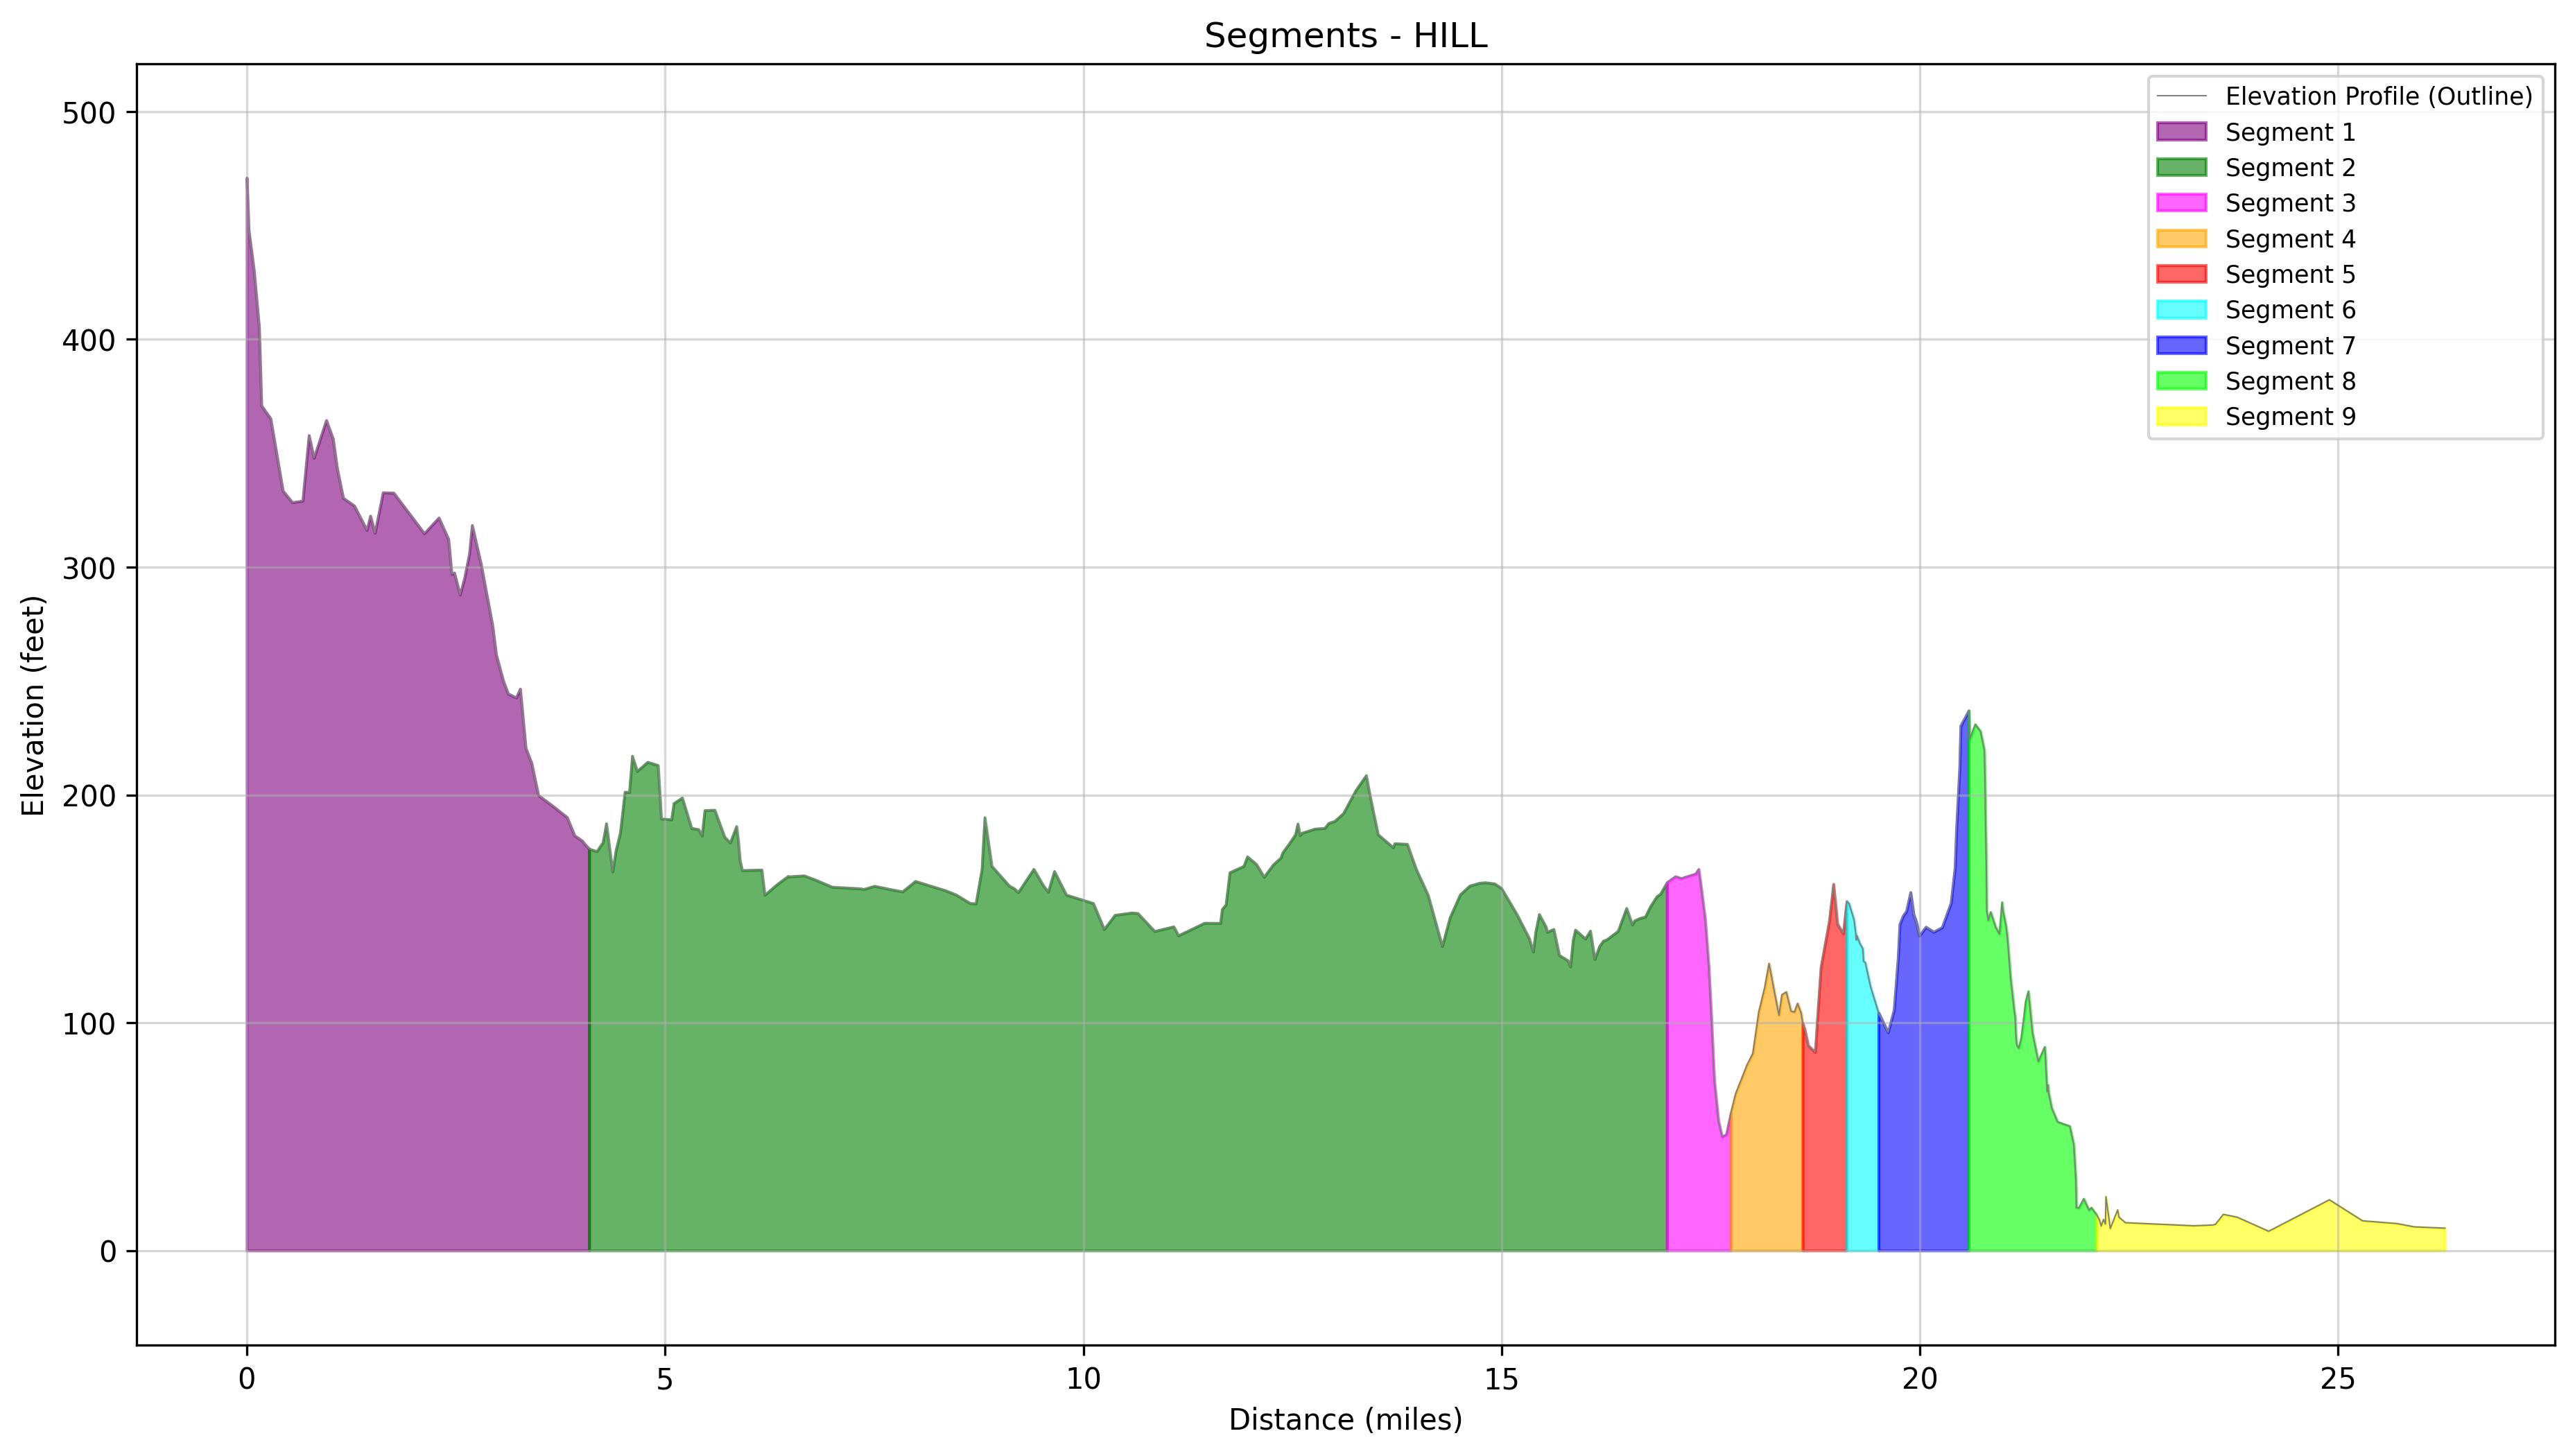 Segments - HILL
Elevation Profile (Outline)
Segment 1
Segment 2
Segment 3
Segment 4
Segment 5
Segment 6
Segment 7
Segment 8
Segment 9
500
400
300
200
100
0
Elevation (feet)
0 5 10 15 20 25
Distance (miles)